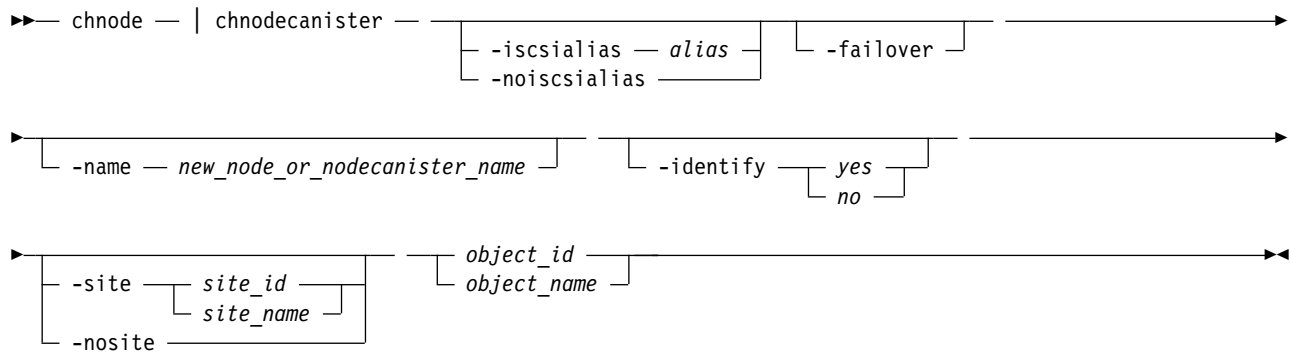 chnode | chnodecanister
-iscsialias alias
-noiscsialias
-failover
-name new_node_or_nodecanister_name
-identify yes
no
-site site_id
site_name
-nosite
object_id
object_name